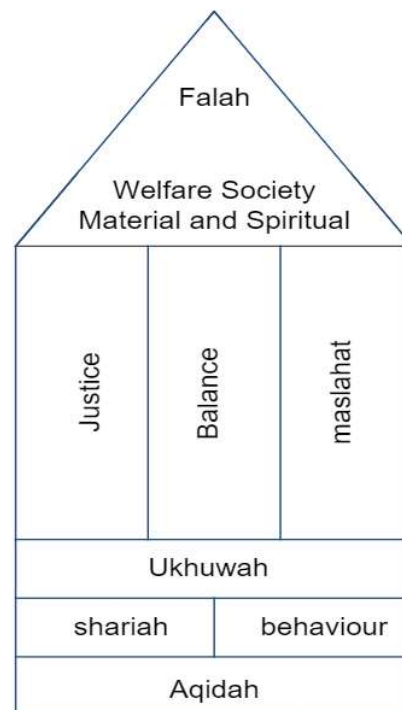 Falah
Welfare Society
Material and Spiritual
Justice
Balance
maslahat
Ukhuwah
shariah
behaviour
Aqidah